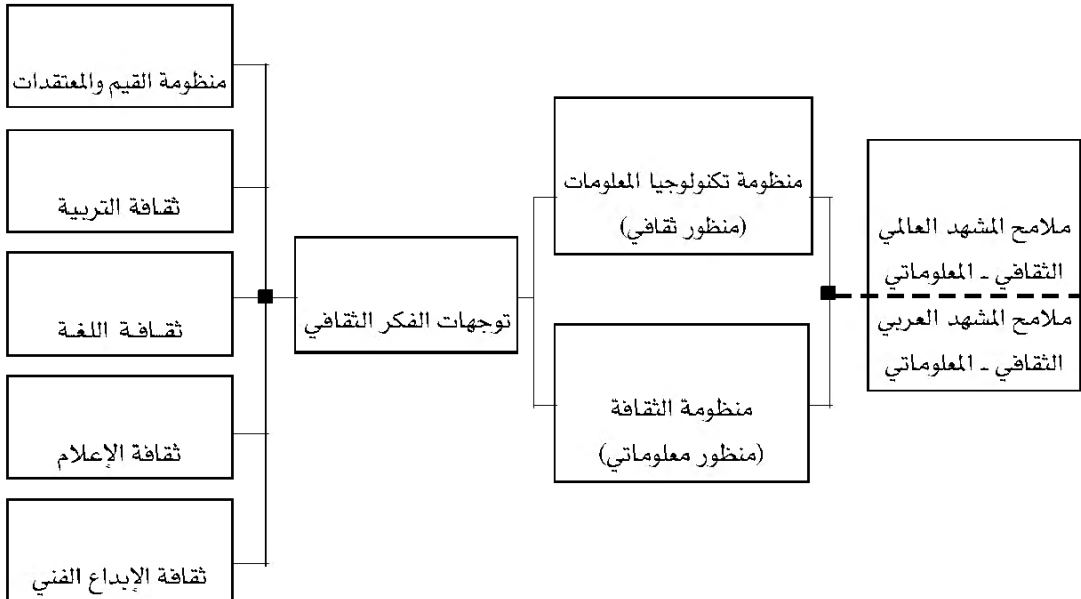 ملامح المشهد العالمي
الثقافي ـ المعلوماتي
ملامح المشهد العربي
الثقافي ـ المعلوماتي
منظومة تكنولوجيا المعلومات
(منظور ثقافي)
منظومة الثقافة
(منظور معلوماتي)
توجهات الفكر الثقافي
منظومة القيم والمعتقدات
ثقافة التربية
ثقافة اللغة
ثقافة الإعلام
ثقافة الإبداع الفني